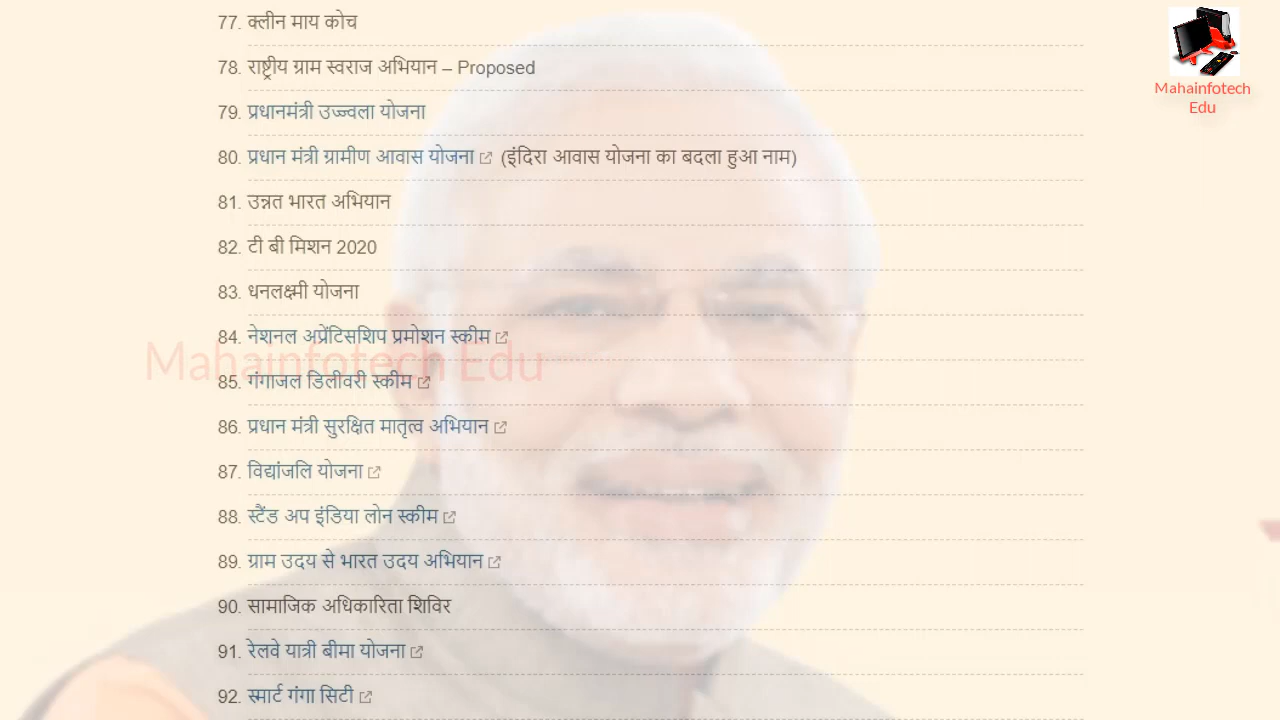 77. क्लीन माय कोच
78. राष्ट्रीय ग्राम स्वराज अभियान – Proposed
79. प्रधानमंत्री उज्ज्वला योजना
80. प्रधान मंत्री ग्रामीण आवास योजना (इंदिरा आवास योजना का बदला हुआ नाम)
81. उन्नत भारत अभियान
82. टी बी मिशन 2020
83. धनलक्ष्मी योजना
84. नेशनल अप्रेंटिसशिप प्रमोशन स्कीम
85. गंगाजल डिलीवरी स्कीम
86. प्रधान मंत्री सुरक्षित मातृत्व अभियान
87. विद्यांजलि योजना
88. स्टैंड अप इंडिया लोन स्कीम
89. ग्राम उदय से भारत उदय अभियान
90. सामाजिक अधिकारिता शिविर
91. रेलवे यात्री बीमा योजना
92. स्मार्ट गंगा सिटी
Mahainfotech
Edu
Mahainfotech Edu